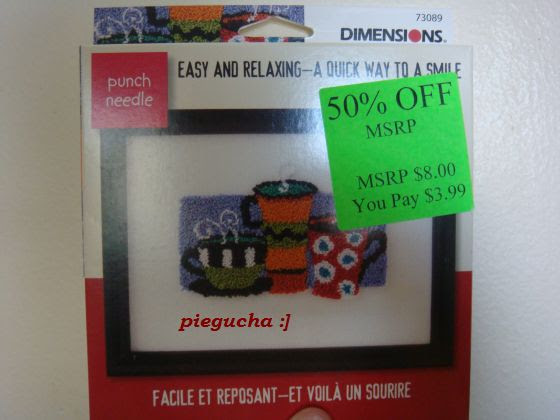 73089
DIMENSIONS®
punch
needle
EASY AND RELAXING—A QUICK WAY TO A SMILE
50% OFF
MSRP
MSRP $8.00
You Pay $3.99
piegucha :]
FACILE ET REPOSANT—ET VOILÀ UN SOURIRE